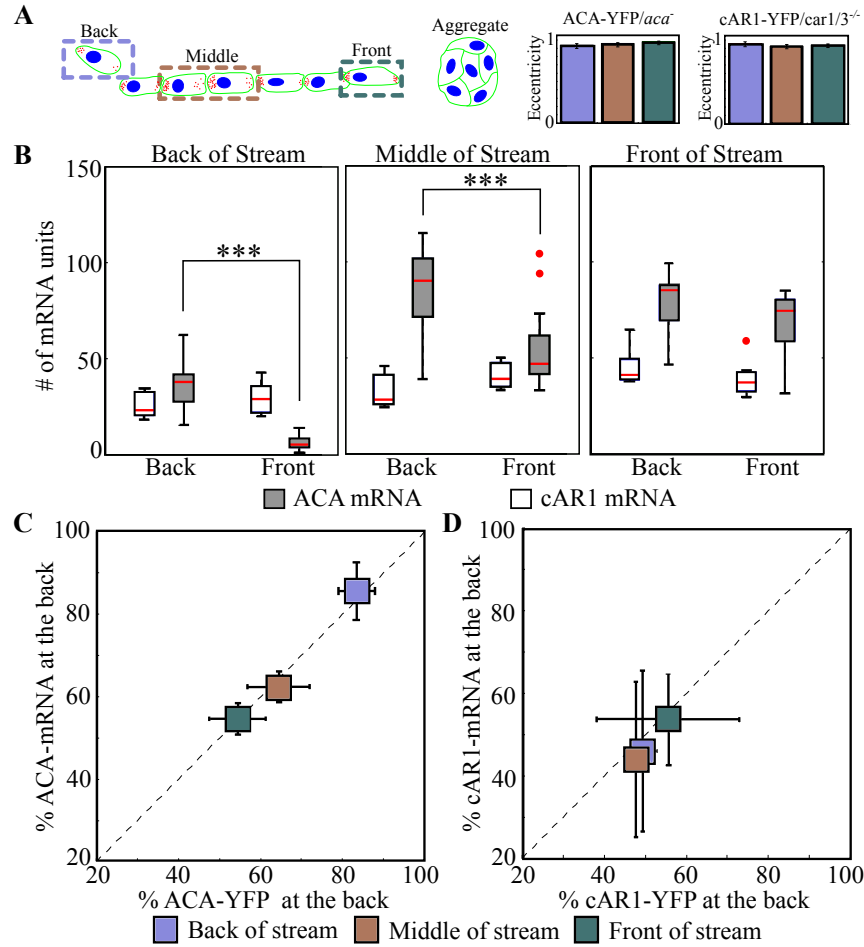 A
Back
Middle
Front
Aggregate
ACA-YFP/aca-
Eccentricity
1
0
cAR1-YFP/car1/3-/-
Eccentricity
1
0
B
Back of Stream
Middle of Stream
Front of Stream
# of mRNA units
150
100
50
0
***
***
Back Front
Back Front
Back Front
ACA mRNA
cAR1 mRNA
C
% ACA-mRNA at the back
100
80
60
40
20
20 40 60 80 100
% ACA-YFP at the back
D
% cAR1-mRNA at the back
100
80
60
40
20
20 40 60 80 100
% cAR1-YFP at the back
Back of stream
Middle of stream
Front of stream